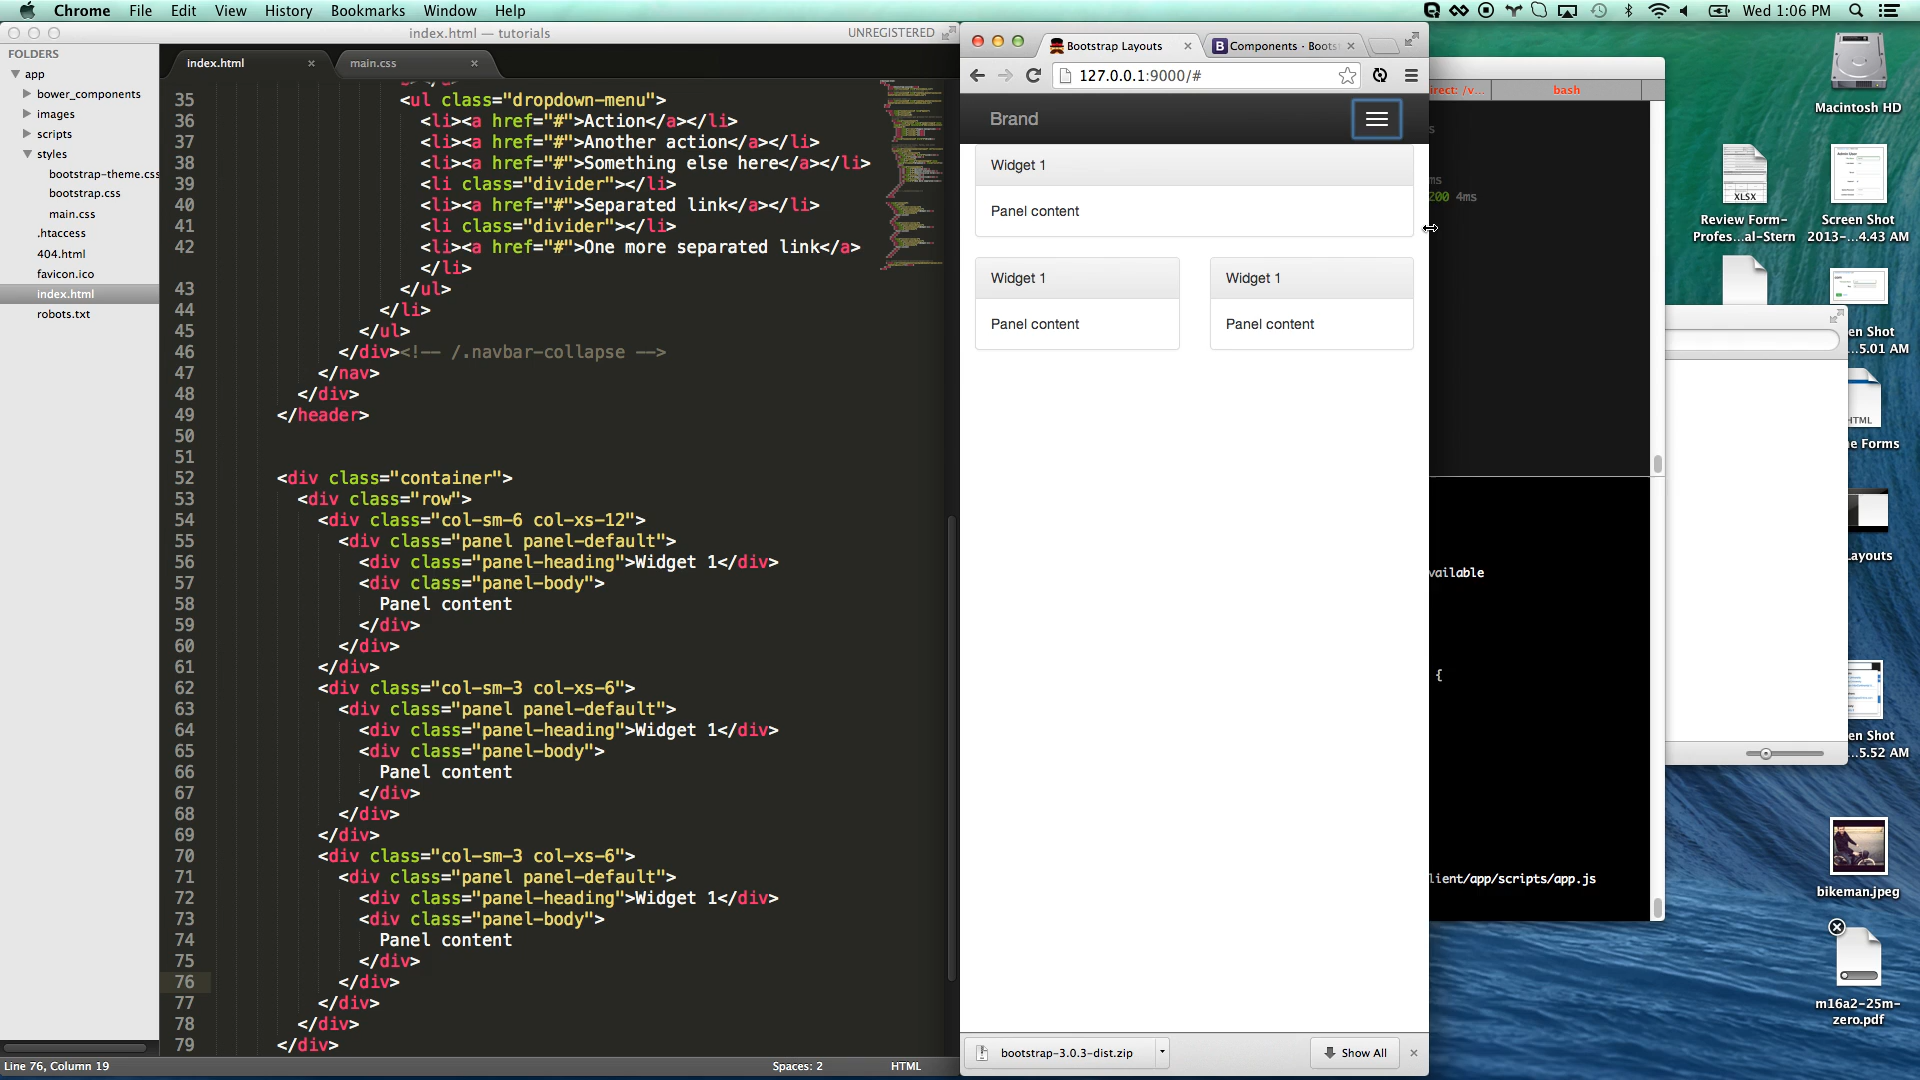 Chrome File Edit View History Bookmarks Window Help
Wed 1:06 PM
index.html — tutorials
UNREGISTERED
FOLDERS
app
bower_components
images
scripts
styles
bootstrap-theme.css
bootstrap.css
main.css
.htaccess
404.html
favicon.ico
index.html
robots.txt
index.html
main.css
35 <ul class="dropdown-menu">
36 <li><a href="#">Action</a></li>
37 <li><a href="#">Another action</a></li>
38 <li><a href="#">Something else here</a></li>
39 <li class="divider"></li>
40 <li><a href="#">Separated link</a></li>
41 <li class="divider"></li>
42 <li><a href="#">One more separated link</a>
</li>
43 </ul>
44 </li>
45 </ul>
46 </div><!-- /.navbar-collapse -->
47 </nav>
48 </div>
49 </header>
50
51
52 <div class="container">
53 <div class="row">
54 <div class="col-sm-6 col-xs-12">
55 <div class="panel panel-default">
56 <div class="panel-heading">Widget 1</div>
57 <div class="panel-body">
58 Panel content
59 </div>
60 </div>
61 </div>
62 <div class="col-sm-3 col-xs-6">
63 <div class="panel panel-default">
64 <div class="panel-heading">Widget 1</div>
65 <div class="panel-body">
66 Panel content
67 </div>
68 </div>
69 </div>
70 <div class="col-sm-3 col-xs-6">
71 <div class="panel panel-default">
72 <div class="panel-heading">Widget 1</div>
73 <div class="panel-body">
74 Panel content
75 </div>
76 </div>
77 </div>
78 </div>
79 </div>
Line 76, Column 19
Spaces: 2
HTML
Bootstrap Layouts
Components · Boots
127.0.0.1:9000/#
Brand
Widget 1
Panel content
Widget 1
Panel content
Widget 1
Panel content
bootstrap-3.0.3-dist.zip
Show All
irect: /v...
bash
ms
200 4ms
vailable
{
lient/app/scripts/app.js
Macintosh HD
XLSX
Review Form-
Profes...al-Stern
Screen Shot
2013-...4.43 AM
en Shot
...5.01 AM
HTML
e Forms
ayouts
en Shot
...5.52 AM
bikeman.jpeg
m16a2-25m-
zero.pdf